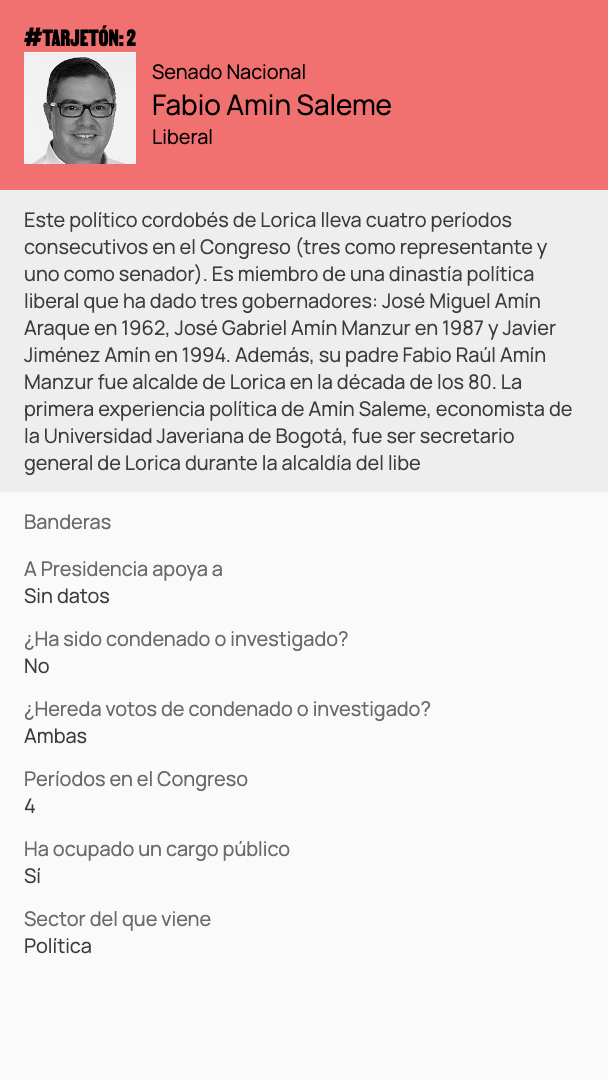 #TARJETÓN: 2
Senado Nacional
Fabio Amin Saleme
Liberal
Este político cordobés de Lorica lleva cuatro períodos
consecutivos en el Congreso (tres como representante y
uno como senador). Es miembro de una dinastía política
liberal que ha dado tres gobernadores: José Miguel Amín
Araque en 1962, José Gabriel Amín Manzur en 1987 y Javier
Jiménez Amín en 1994. Además, su padre Fabio Raúl Amín
Manzur fue alcalde de Lorica en la década de los 80. La
primera experiencia política de Amín Saleme, economista de
la Universidad Javeriana de Bogotá, fue ser secretario
general de Lorica durante la alcaldía del libe
Banderas
A Presidencia apoya a
Sin datos
¿Ha sido condenado o investigado?
No
¿Hereda votos de condenado o investigado?
Ambas
Períodos en el Congreso
4
Ha ocupado un cargo público
Sí
Sector del que viene
Política